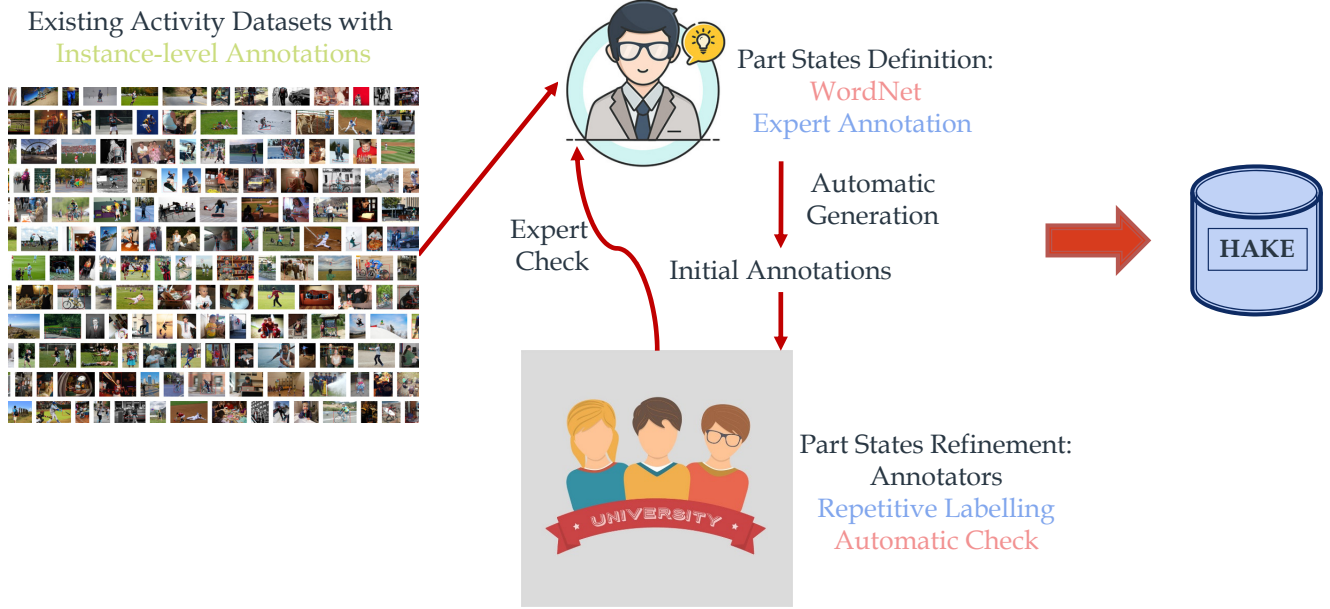 Existing Activity Datasets with
Instance-level Annotations
Part States Definition:
WordNet
Expert Annotation
Automatic
Generation
Expert
Check
Initial Annotations
HAKE
UNIVERSITY
Part States Refinement:
Annotators
Repetitive Labelling
Automatic Check